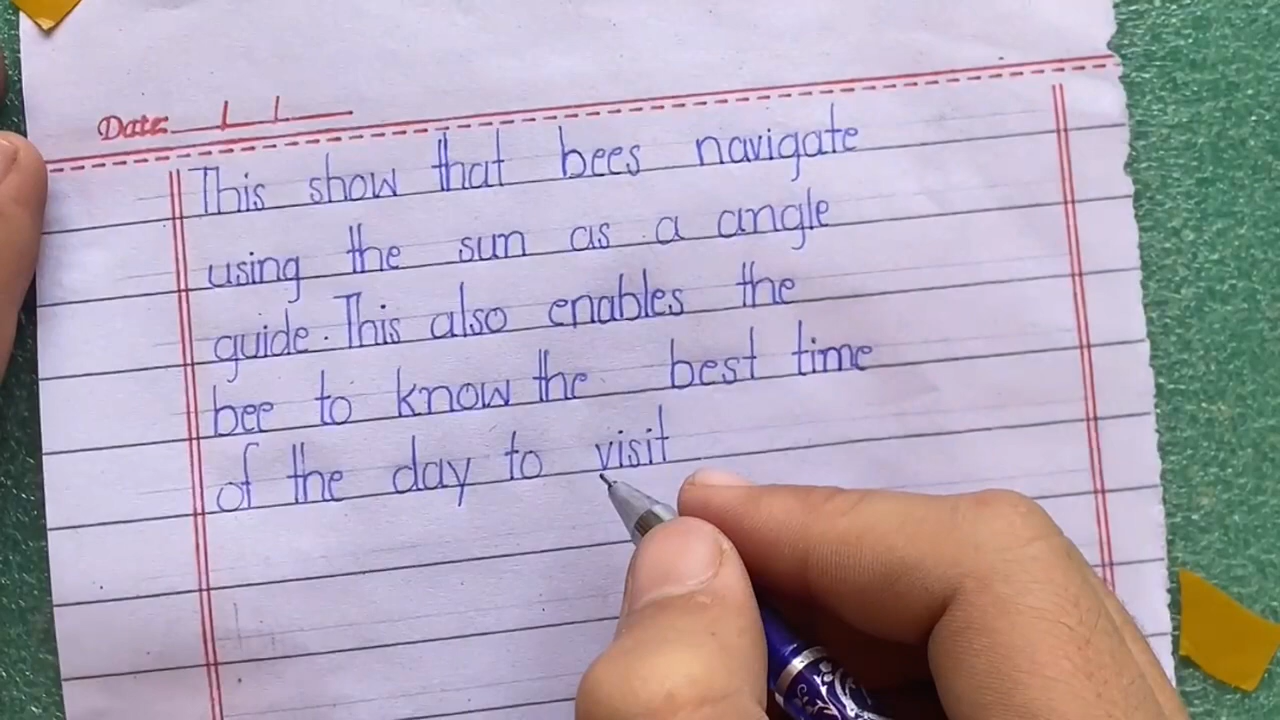 Date: / /
This show that bees navigate
using the sun as a angle
guide. This also enables the
bee to know the best time
of the day to visit